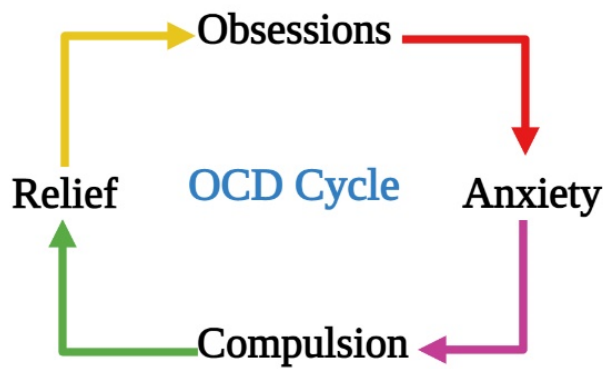 Obsessions
Relief
OCD Cycle
Anxiety
Compulsion